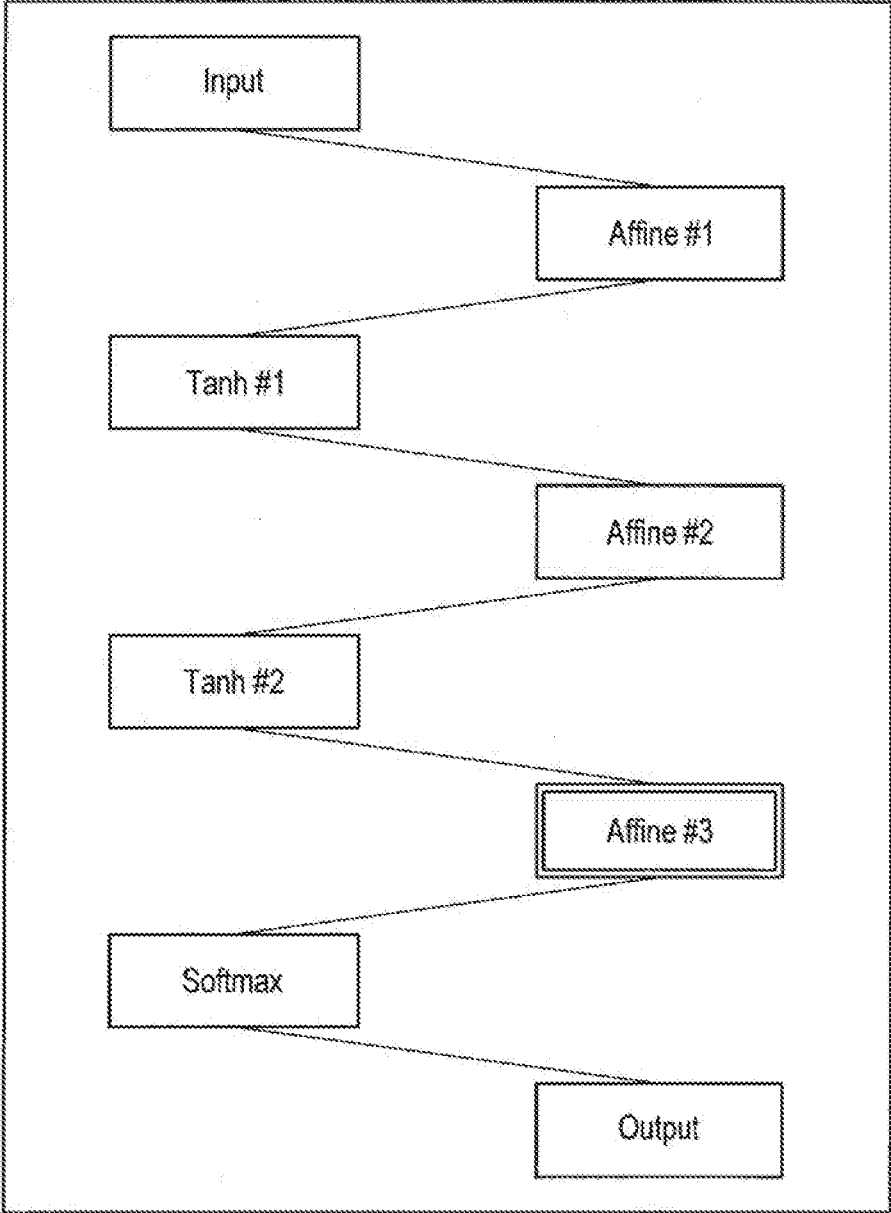 Input
Affine #1
Tanh #1
Affine #2
Tanh #2
Affine #3
Softmax
Output